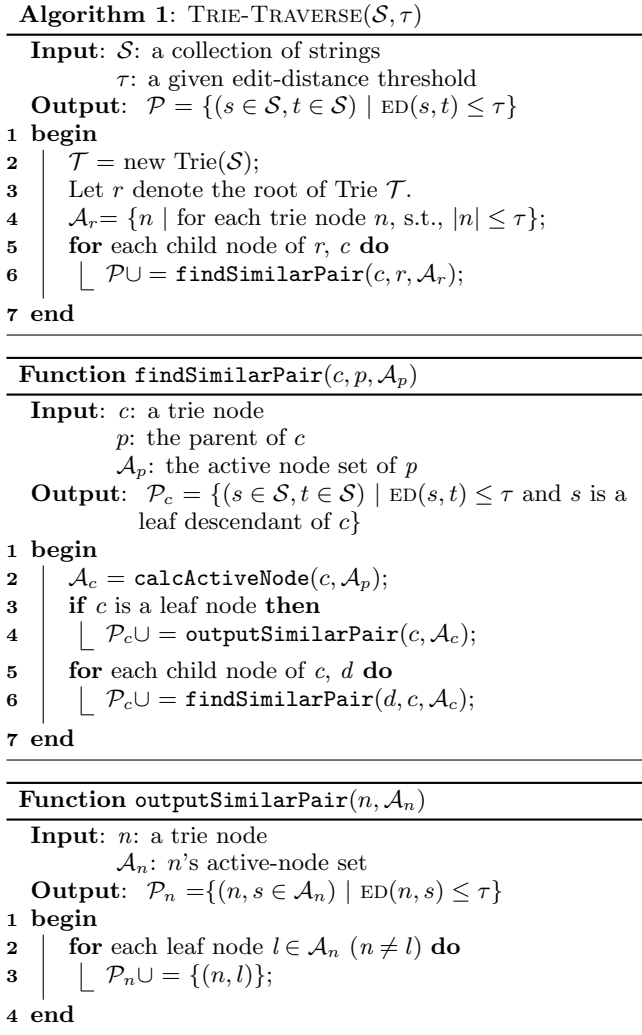 Algorithm 1: TRIE-TRAVERSE(𝒮, τ)
Input: 𝒮: a collection of strings
τ: a given edit-distance threshold
Output: 𝒫 = {(s ∈ 𝒮, t ∈ 𝒮) | ED(s, t) ≤ τ}
1 begin
2 𝒯 = new Trie(𝒮);
3 Let r denote the root of Trie 𝒯.
4 𝒜ᵣ= {n | for each trie node n, s.t., |n| ≤ τ};
5 for each child node of r, c do
6 𝒫∪ = findSimilarPair(c, r, 𝒜ᵣ);
7 end
Function findSimilarPair(c, p, 𝒜ₚ)
Input: c: a trie node
p: the parent of c
𝒜ₚ: the active node set of p
Output: 𝒫_c = {(s ∈ 𝒮, t ∈ 𝒮) | ED(s, t) ≤ τ and s is a
leaf descendant of c}
1 begin
2 𝒜_c = calcActiveNode(c, 𝒜ₚ);
3 if c is a leaf node then
4 𝒫_c∪ = outputSimilarPair(c, 𝒜_c);
5 for each child node of c, d do
6 𝒫_c∪ = findSimilarPair(d, c, 𝒜_c);
7 end
Function outputSimilarPair(n, 𝒜ₙ)
Input: n: a trie node
𝒜ₙ: n's active-node set
Output: 𝒫ₙ ={(n, s ∈ 𝒜ₙ) | ED(n, s) ≤ τ}
1 begin
2 for each leaf node l ∈ 𝒜ₙ (n ≠ l) do
3 𝒫ₙ∪ = {(n, l)};
4 end